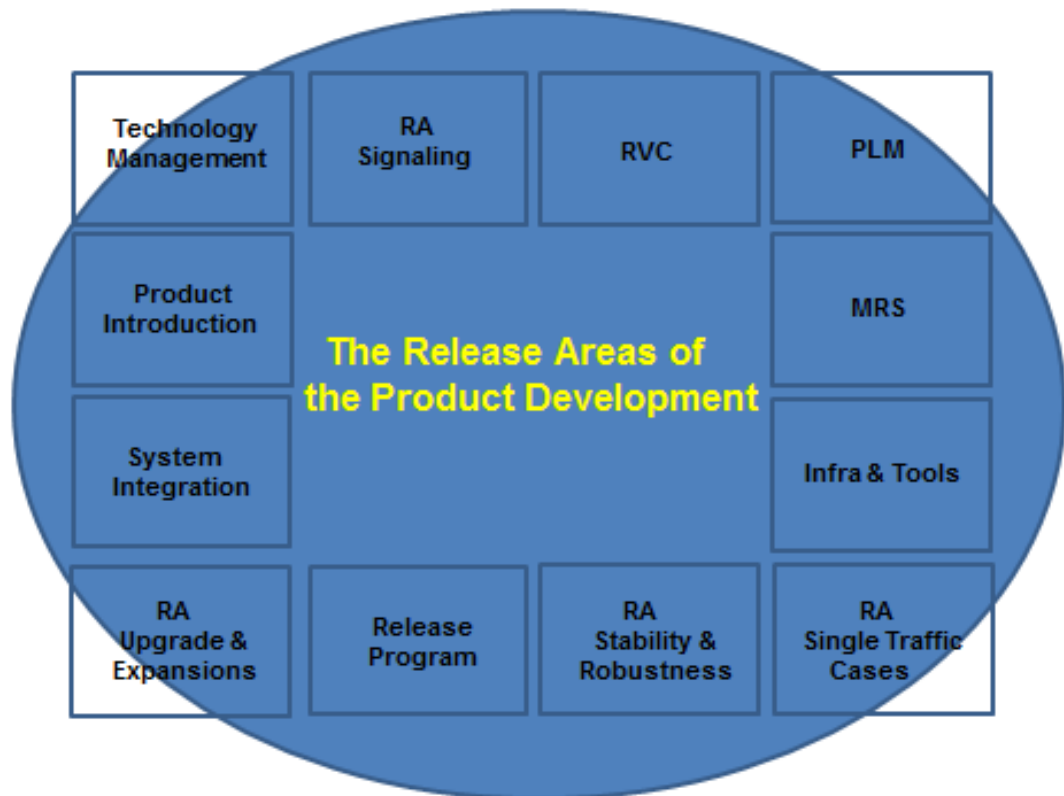 Technology
Management
RA
Signaling
RVC
PLM
Product
Introduction
MRS
The Release Areas of
the Product Development
System
Integration
Infra & Tools
RA
Upgrade &
Expansions
Release
Program
RA
Stability &
Robustness
RA
Single Traffic
Cases